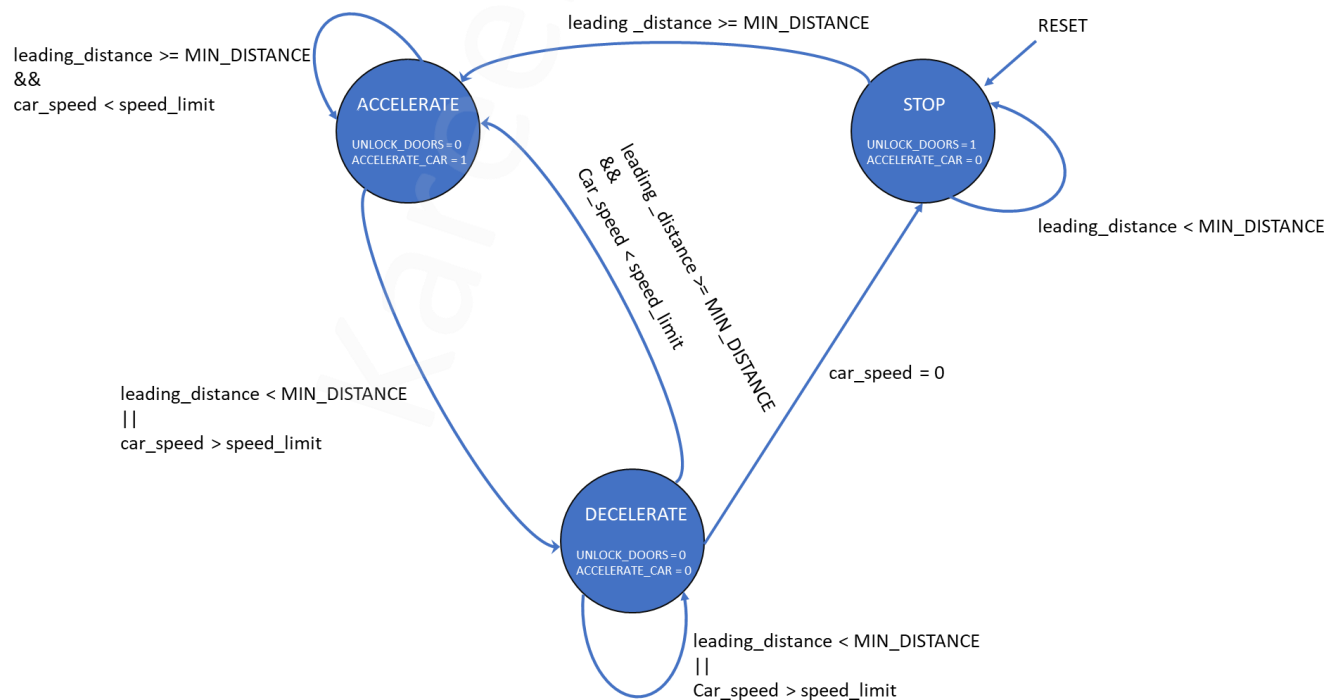 leading _distance >= MIN_DISTANCE
RESET
leading_distance >= MIN_DISTANCE
&&
car_speed < speed_limit
ACCELERATE
UNLOCK_DOORS = 0
ACCELERATE_CAR = 1
STOP
UNLOCK_DOORS = 1
ACCELERATE_CAR = 0
leading_distance < MIN_DISTANCE
leading _distance >= MIN_DISTANCE
&&
Car_speed < speed_limit
car_speed = 0
leading_distance < MIN_DISTANCE
||
car_speed > speed_limit
DECELERATE
UNLOCK_DOORS = 0
ACCELERATE_CAR = 0
leading_distance < MIN_DISTANCE
||
Car_speed > speed_limit